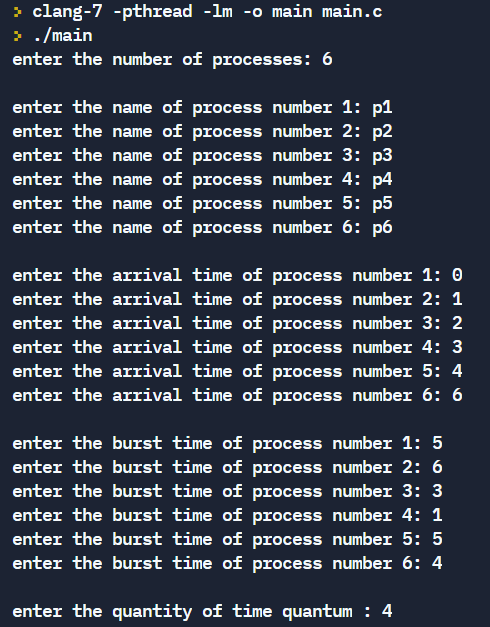 > clang-7 -pthread -lm -o main main.c
> ./main
enter the number of processes: 6
enter the name of process number 1: p1
enter the name of process number 2: p2
enter the name of process number 3: p3
enter the name of process number 4: p4
enter the name of process number 5: p5
enter the name of process number 6: p6
enter the arrival time of process number 1: 0
enter the arrival time of process number 2: 1
enter the arrival time of process number 3: 2
enter the arrival time of process number 4: 3
enter the arrival time of process number 5: 4
enter the arrival time of process number 6: 6
enter the burst time of process number 1: 5
enter the burst time of process number 2: 6
enter the burst time of process number 3: 3
enter the burst time of process number 4: 1
enter the burst time of process number 5: 5
enter the burst time of process number 6: 4
enter the quantity of time quantum : 4